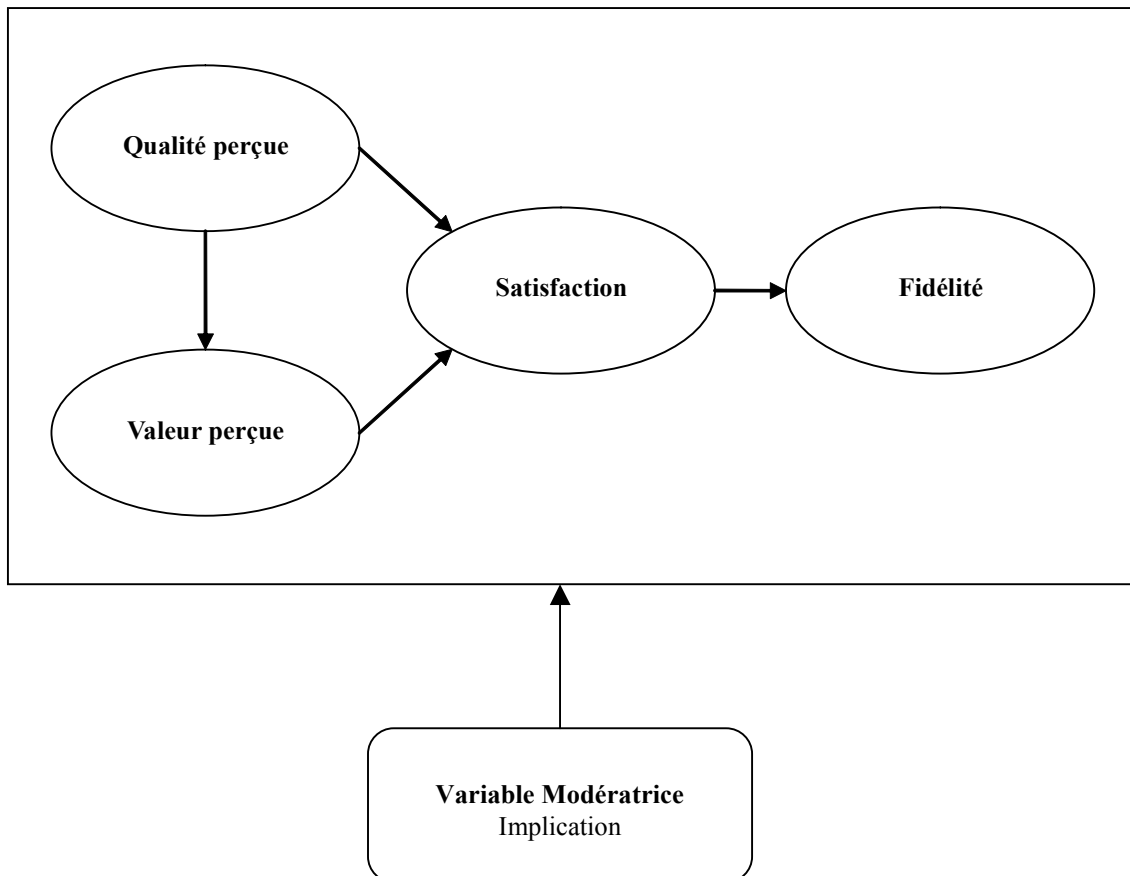 Qualité perçue
Satisfaction
Fidélité
Valeur perçue
Variable Modératrice
Implication